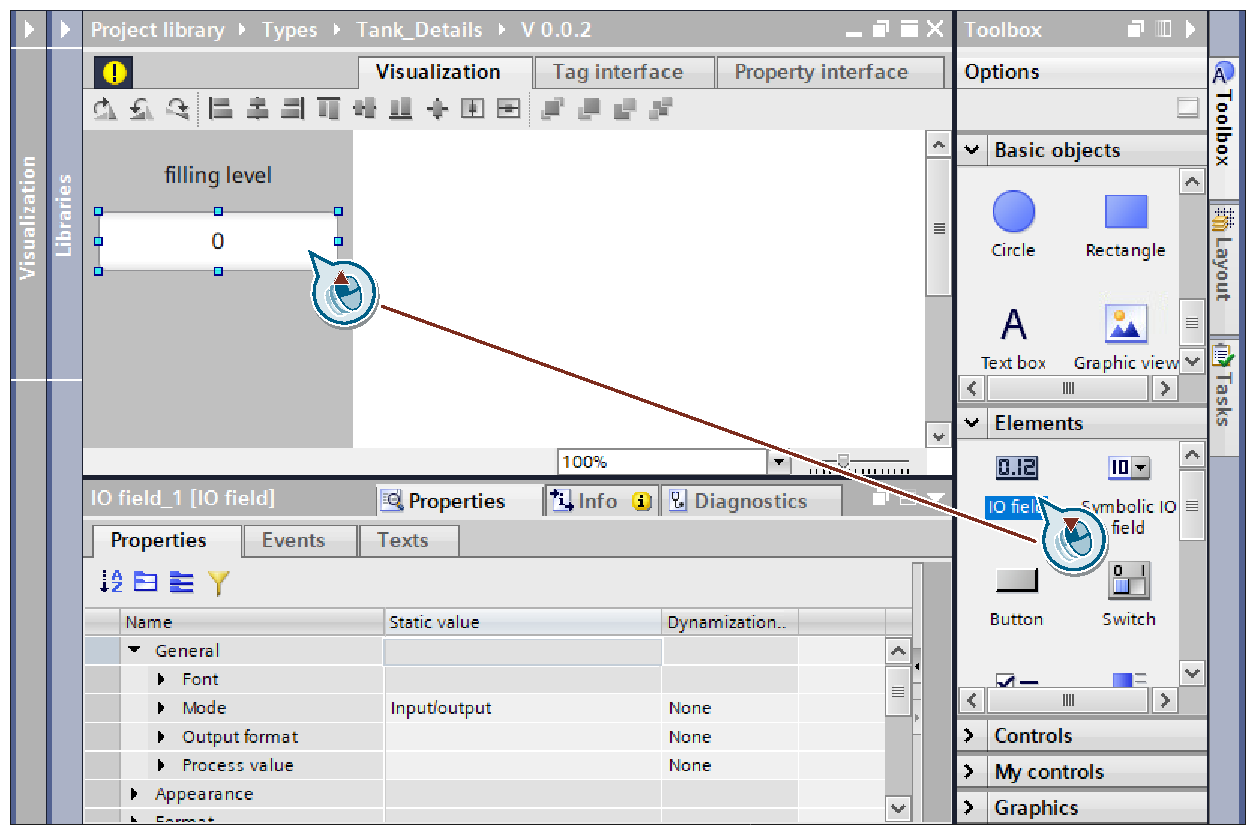 Project library Types Tank_Details V 0.0.2
Toolbox
Visualization Tag interface Property interface
Options
Toolbox
Layout
Tasks
Visualization
Libraries
filling level
0
100%
Basic objects
Circle Rectangle
Text box Graphic view
Elements
0.12 10
IO field Symbolic IO
field
0 I
Button Switch
Controls
My controls
Graphics
IO field_1 [IO field] Properties Info Diagnostics
Properties Events Texts
Name Static value Dynamization..
General
Font
Mode Input/output None
Output format None
Process value None
Appearance
Format